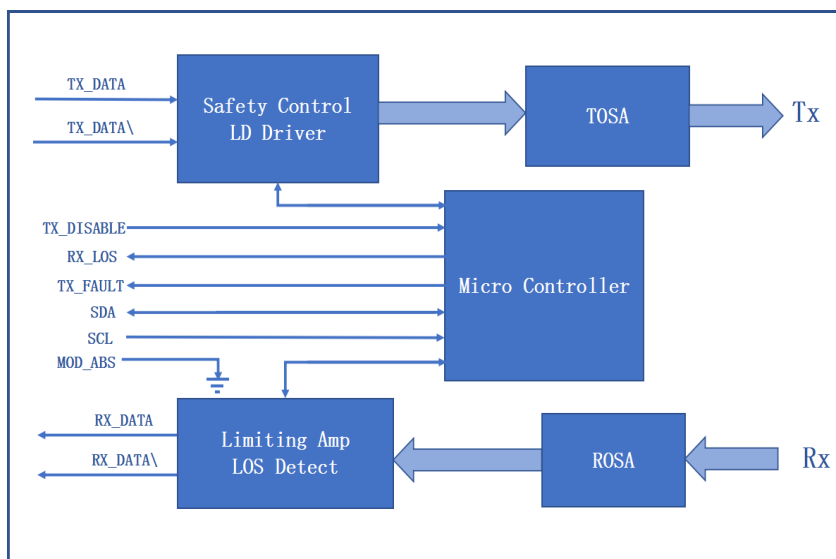 TX_DATA
TX_DATA\
Safety Control
LD Driver
TOSA
Tx
TX_DISABLE
RX_LOS
TX_FAULT
SDA
SCL
MOD_ABS
Micro Controller
RX_DATA
RX_DATA\
Limiting Amp
LOS Detect
ROSA
Rx